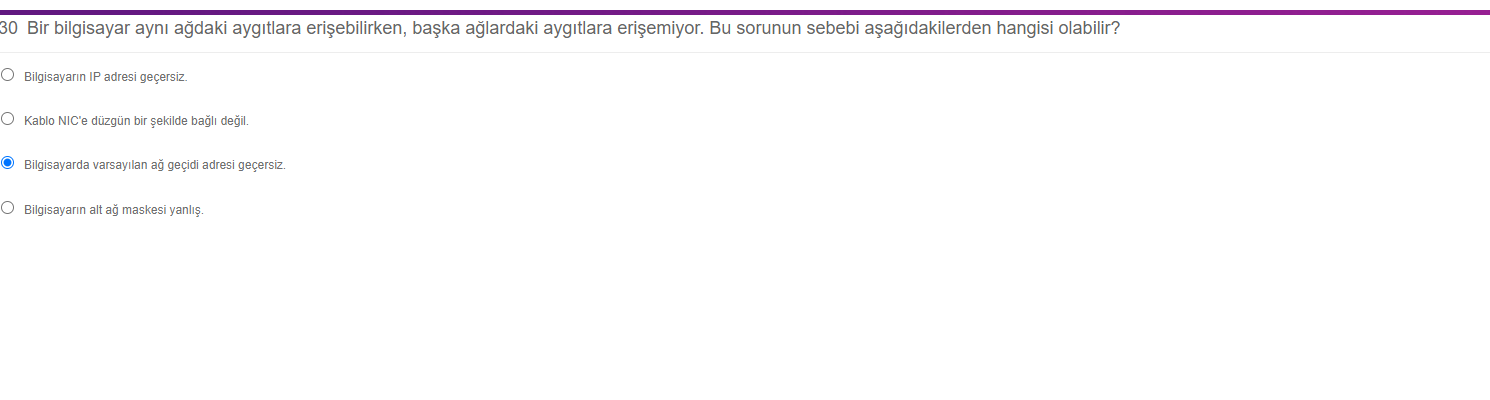 30 Bir bilgisayar aynı ağdaki aygıtlara erişebilirken, başka ağlardaki aygıtlara erişemiyor. Bu sorunun sebebi aşağıdakilerden hangisi olabilir?
Bilgisayarın IP adresi geçersiz.
Kablo NIC'e düzgün bir şekilde bağlı değil.
Bilgisayarda varsayılan ağ geçidi adresi geçersiz.
Bilgisayarın alt ağ maskesi yanlış.